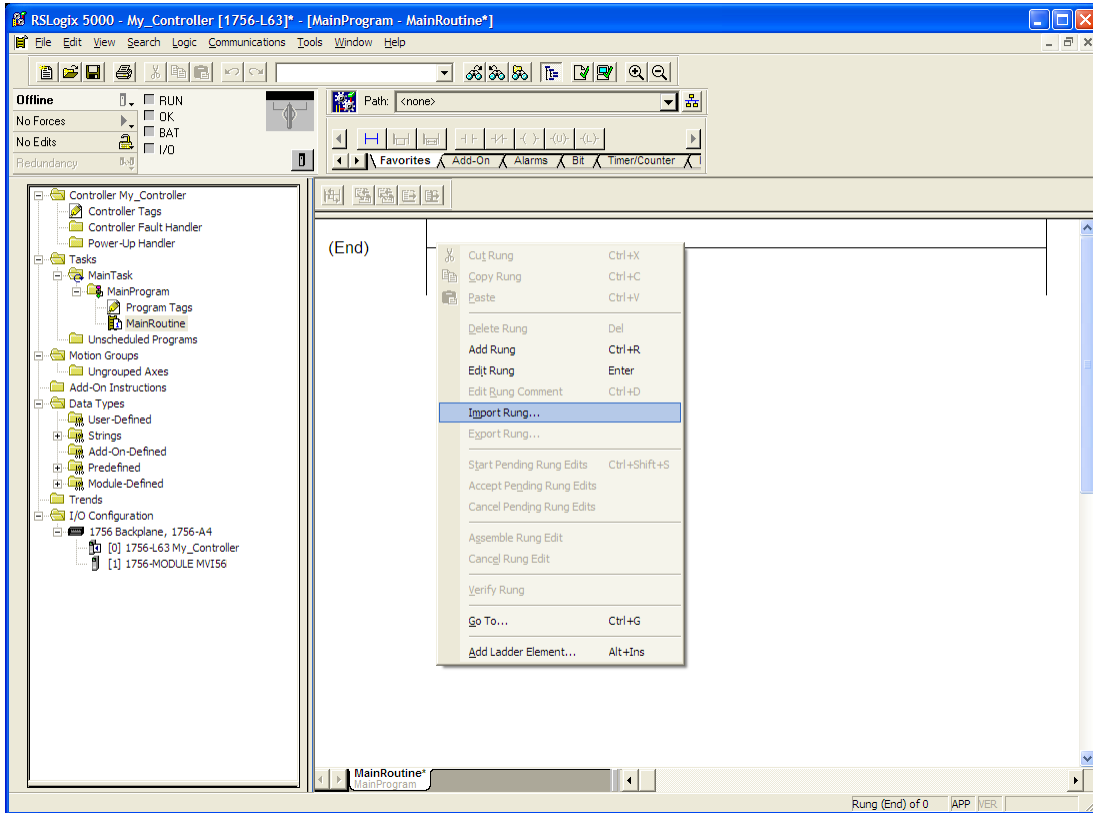 RSLogix 5000 - My_Controller [1756-L63]* - [MainProgram - MainRoutine*]
File Edit View Search Logic Communications Tools Window Help
Offline
RUN
No Forces
OK
No Edits
BAT
Redundancy
I/O
Path: <none>
Favorites Add-On Alarms Bit Timer/Counter
Controller My_Controller
Controller Tags
Controller Fault Handler
Power-Up Handler
Tasks
MainTask
MainProgram
Program Tags
MainRoutine
Unscheduled Programs
Motion Groups
Ungrouped Axes
Add-On Instructions
Data Types
User-Defined
Strings
Add-On-Defined
Predefined
Module-Defined
Trends
I/O Configuration
1756 Backplane, 1756-A4
[0] 1756-L63 My_Controller
[1] 1756-MODULE MVI56
(End)
Cut Rung Ctrl+X
Copy Rung Ctrl+C
Paste Ctrl+V
Delete Rung Del
Add Rung Ctrl+R
Edit Rung Enter
Edit Rung Comment Ctrl+D
Import Rung...
Export Rung...
Start Pending Rung Edits Ctrl+Shift+S
Accept Pending Rung Edits
Cancel Pending Rung Edits
Assemble Rung Edit
Cancel Rung Edit
Verify Rung
Go To... Ctrl+G
Add Ladder Element... Alt+Ins
MainRoutine*
MainProgram
Rung (End) of 0 APP VER